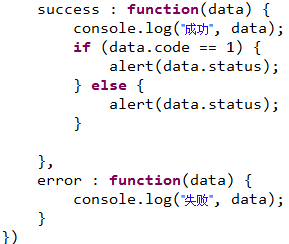 success : function(data) {
console.log("成功", data);
if (data.code == 1) {
alert(data.status);
} else {
alert(data.status);
}
},
error : function(data) {
console.log("失败", data);
}
})